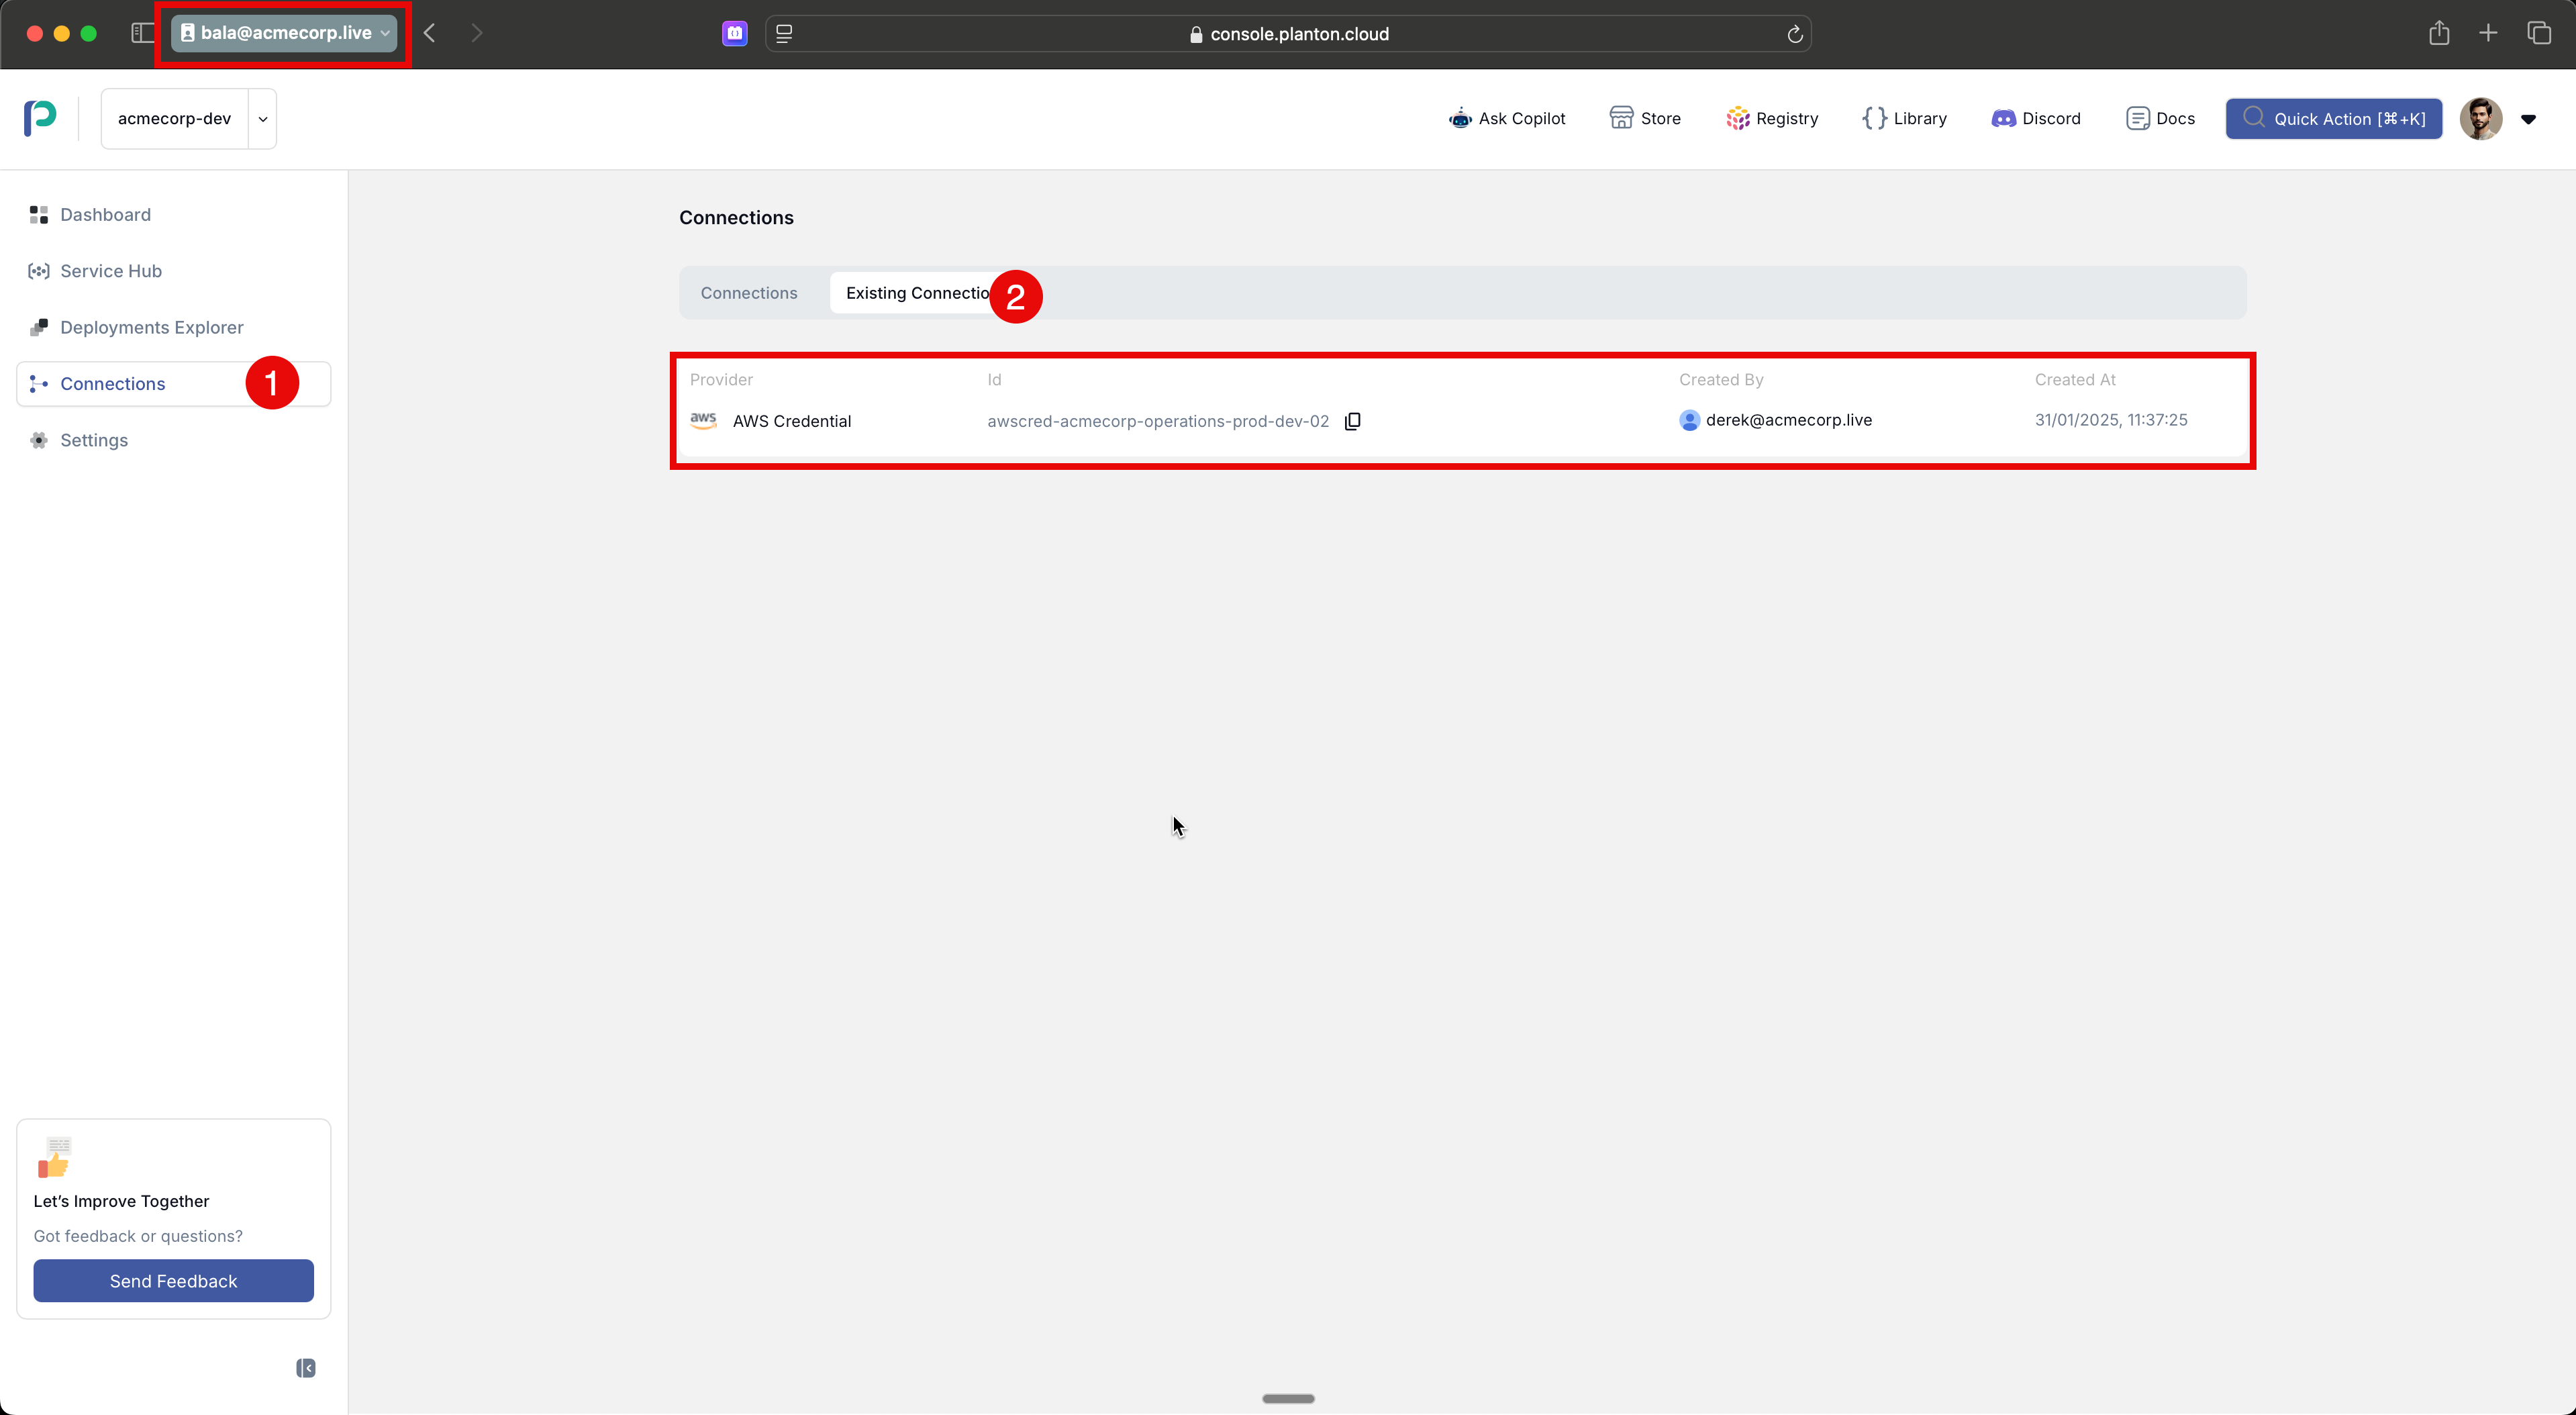 bala@acmecorp.live
console.planton.cloud
acmecorp-dev
Ask Copilot
Store
Registry
Library
Discord
Docs
Quick Action [⌘+K]
Dashboard
Service Hub
Deployments Explorer
Connections
1
Settings
Connections
Connections
Existing Connectio
2
Provider Id Created By Created At
aws AWS Credential awscred-acmecorp-operations-prod-dev-02 derek@acmecorp.live 31/01/2025, 11:37:25
Let's Improve Together
Got feedback or questions?
Send Feedback